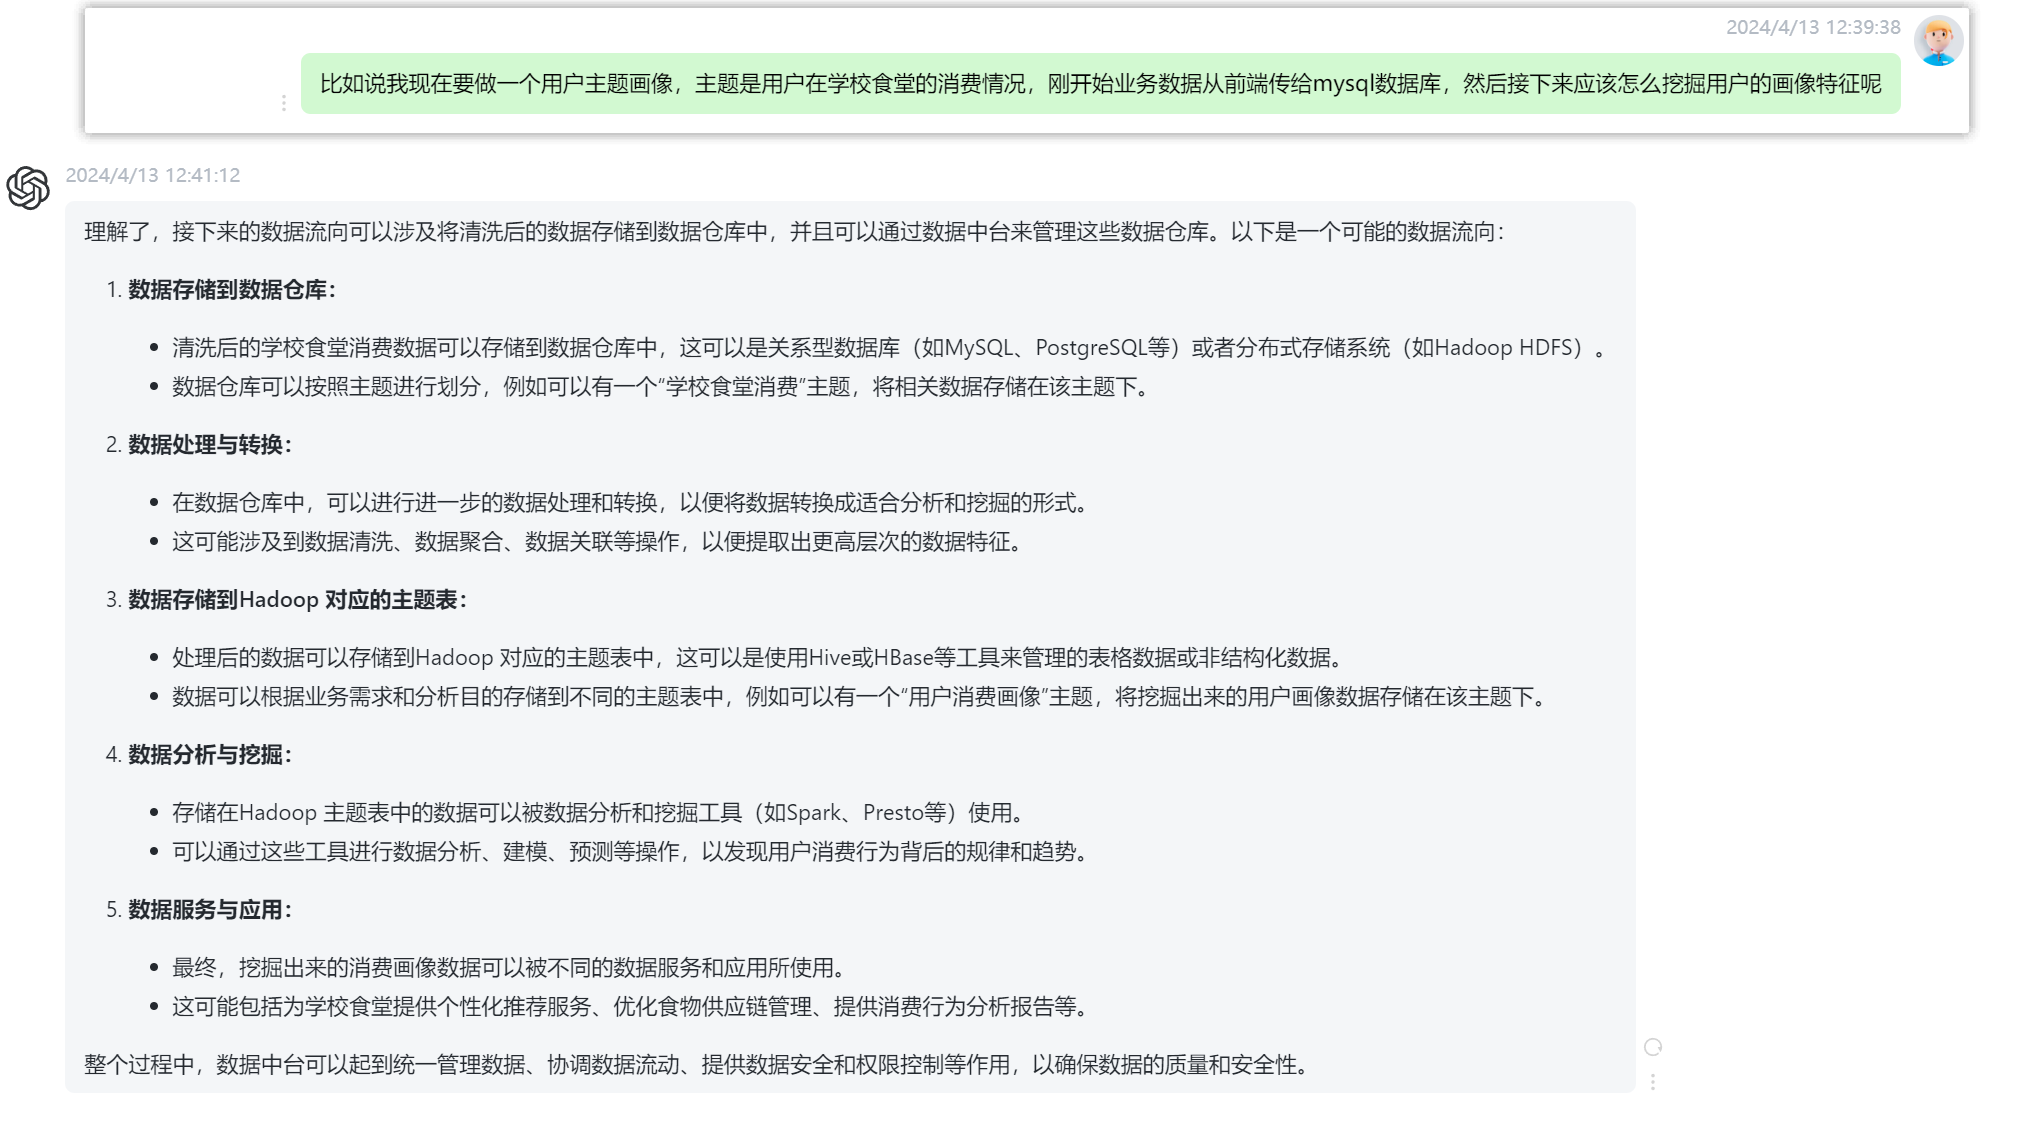 2024/4/13 12:39:38
比如说我现在要做一个用户主题画像，主题是用户在学校食堂的消费情况，刚开始业务数据从前端传给mysql数据库，然后接下来应该怎么挖掘用户的画像特征呢
2024/4/13 12:41:12
理解了，接下来的数据流向可以涉及将清洗后的数据存储到数据仓库中，并且可以通过数据中台来管理这些数据仓库。以下是一个可能的数据流向：
1. 数据存储到数据仓库：
• 清洗后的学校食堂消费数据可以存储到数据仓库中，这可以是关系型数据库（如MySQL、PostgreSQL等）或者分布式存储系统（如Hadoop HDFS）。
• 数据仓库可以按照主题进行划分，例如可以有一个“学校食堂消费”主题，将相关数据存储在该主题下。
2. 数据处理与转换：
• 在数据仓库中，可以进行进一步的数据处理和转换，以便将数据转换成适合分析和挖掘的形式。
• 这可能涉及到数据清洗、数据聚合、数据关联等操作，以便提取出更高层次的数据特征。
3. 数据存储到Hadoop 对应的主题表：
• 处理后的数据可以存储到Hadoop 对应的主题表中，这可以是使用Hive或HBase等工具来管理的表格数据或非结构化数据。
• 数据可以根据业务需求和分析目的存储到不同的主题表中，例如可以有一个“用户消费画像”主题，将挖掘出来的用户画像数据存储在该主题下。
4. 数据分析与挖掘：
• 存储在Hadoop 主题表中的数据可以被数据分析和挖掘工具（如Spark、Presto等）使用。
• 可以通过这些工具进行数据分析、建模、预测等操作，以发现用户消费行为背后的规律和趋势。
5. 数据服务与应用：
• 最终，挖掘出来的消费画像数据可以被不同的数据服务和应用所使用。
• 这可能包括为学校食堂提供个性化推荐服务、优化食物供应链管理、提供消费行为分析报告等。
整个过程中，数据中台可以起到统一管理数据、协调数据流动、提供数据安全和权限控制等作用，以确保数据的质量和安全性。